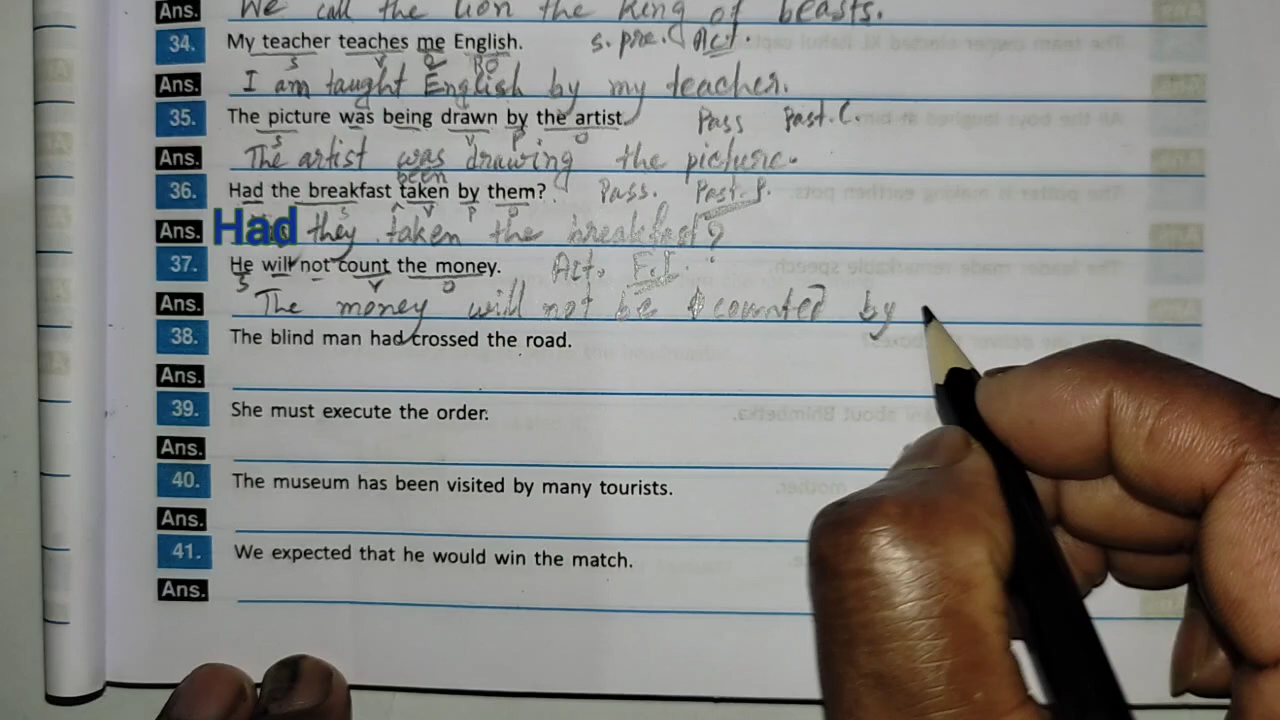 Ans. We call the lion the king of beasts.
34. My teacher teaches me English. S. pre. Act.
S V O RO
Ans. I am taught English by my teacher.
35. The picture was being drawn by the artist. Pass Past. C.
S V P O
Ans. The artist was drawing the picture.
been
36. Had the breakfast taken by them? Pass. Past. P.
S ^ V P O
Ans. Had they taken the breakfast?
37. He will not count the money. Act. F.I.
S V O
Ans. The money will not be counted by
38. The blind man had crossed the road.
Ans.
39. She must execute the order.
Ans.
40. The museum has been visited by many tourists.
Ans.
41. We expected that he would win the match.
Ans.